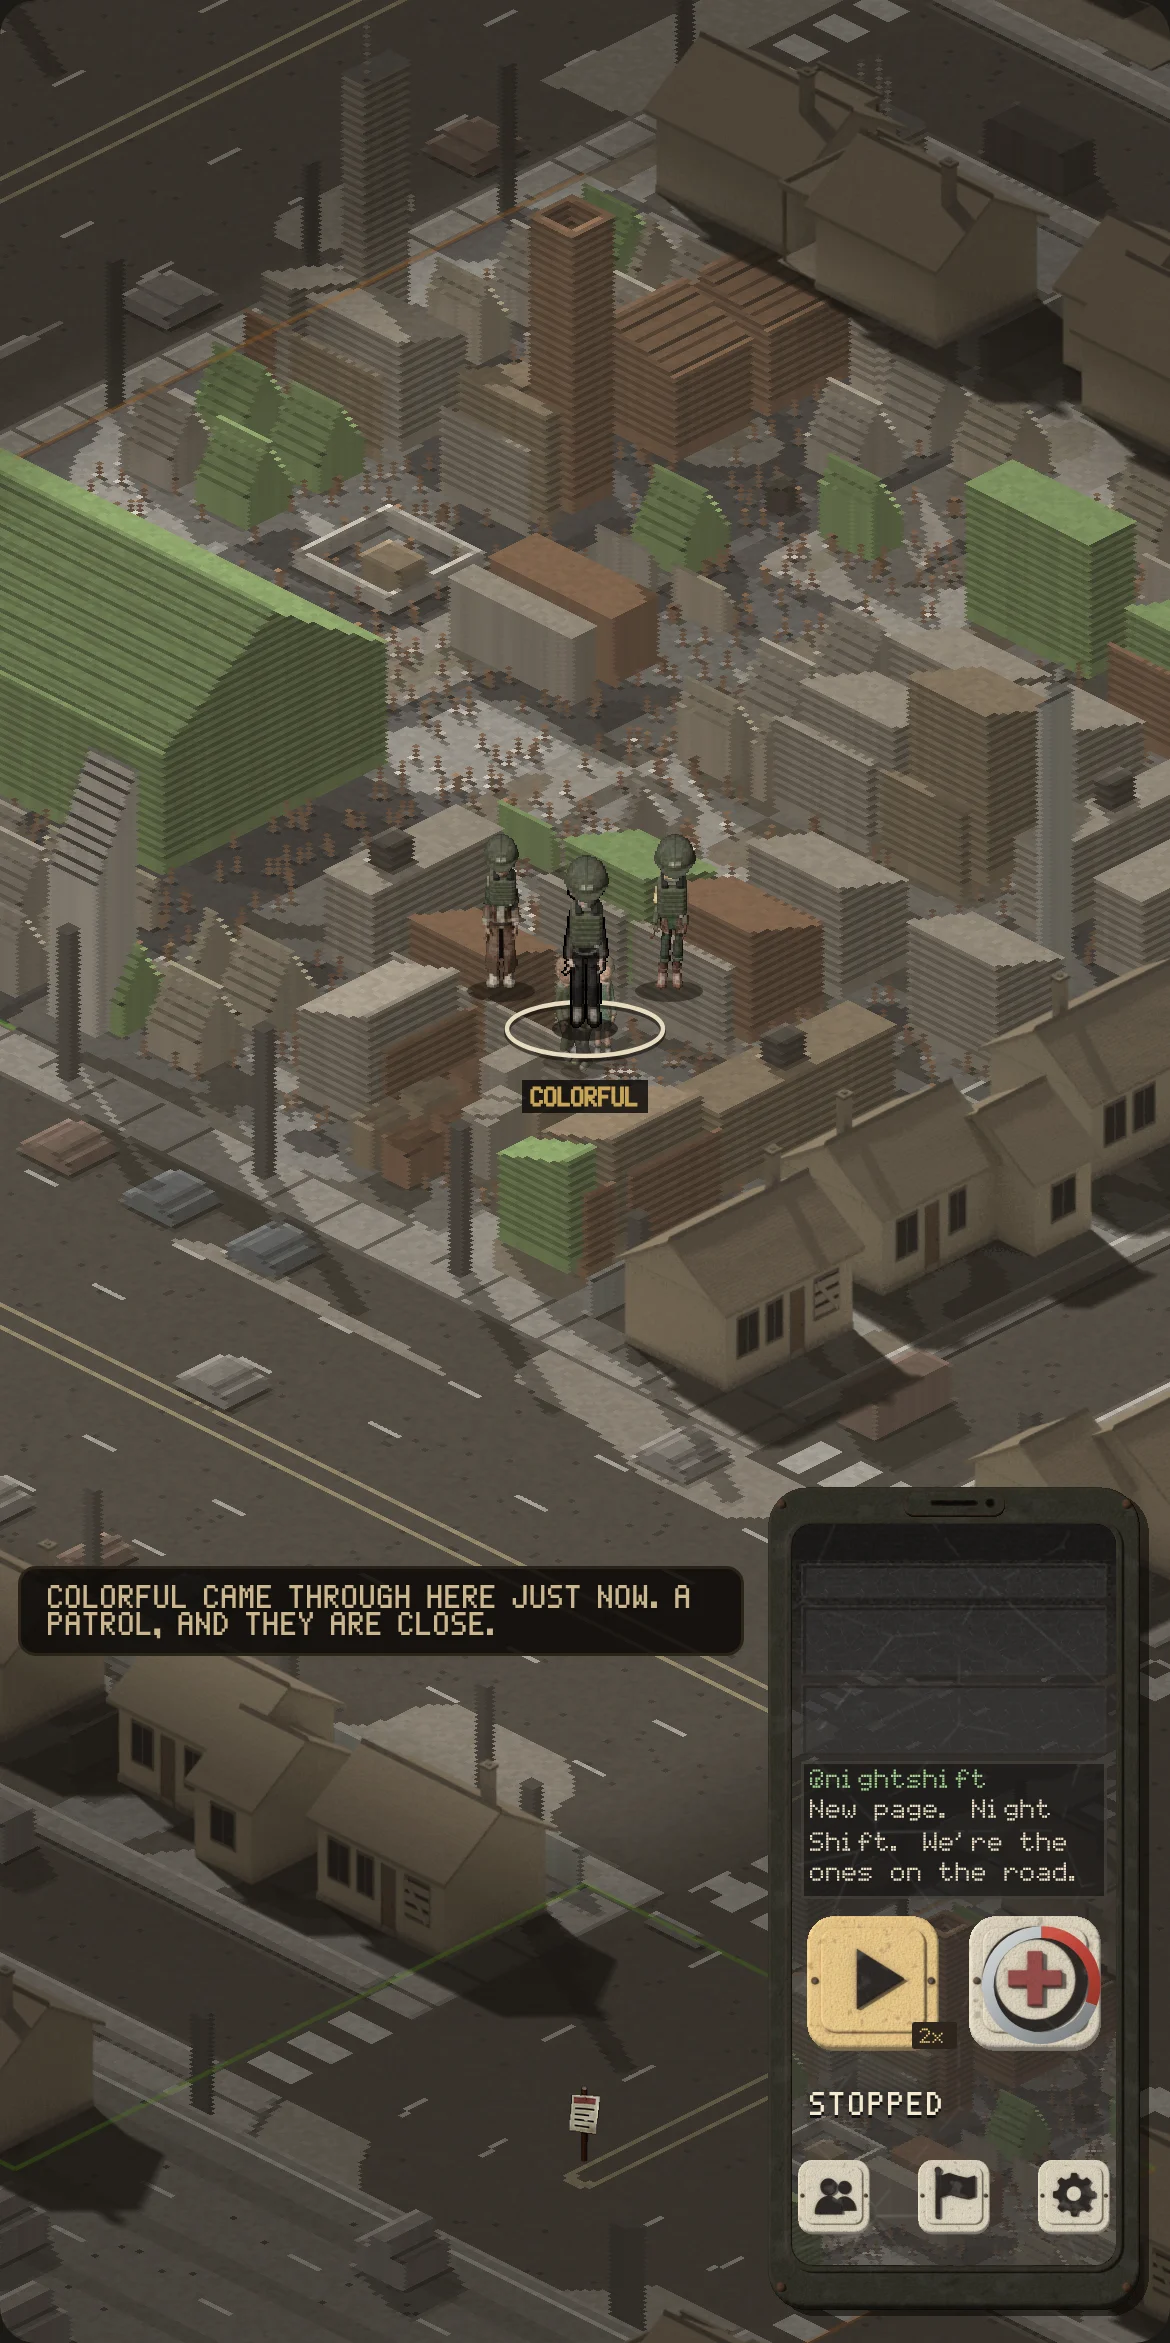 COLORFUL
COLORFUL CAME THROUGH HERE JUST NOW. A
PATROL, AND THEY ARE CLOSE.
@nightshift
New page. Night
Shift. We're the
ones on the road.
2x
STOPPED